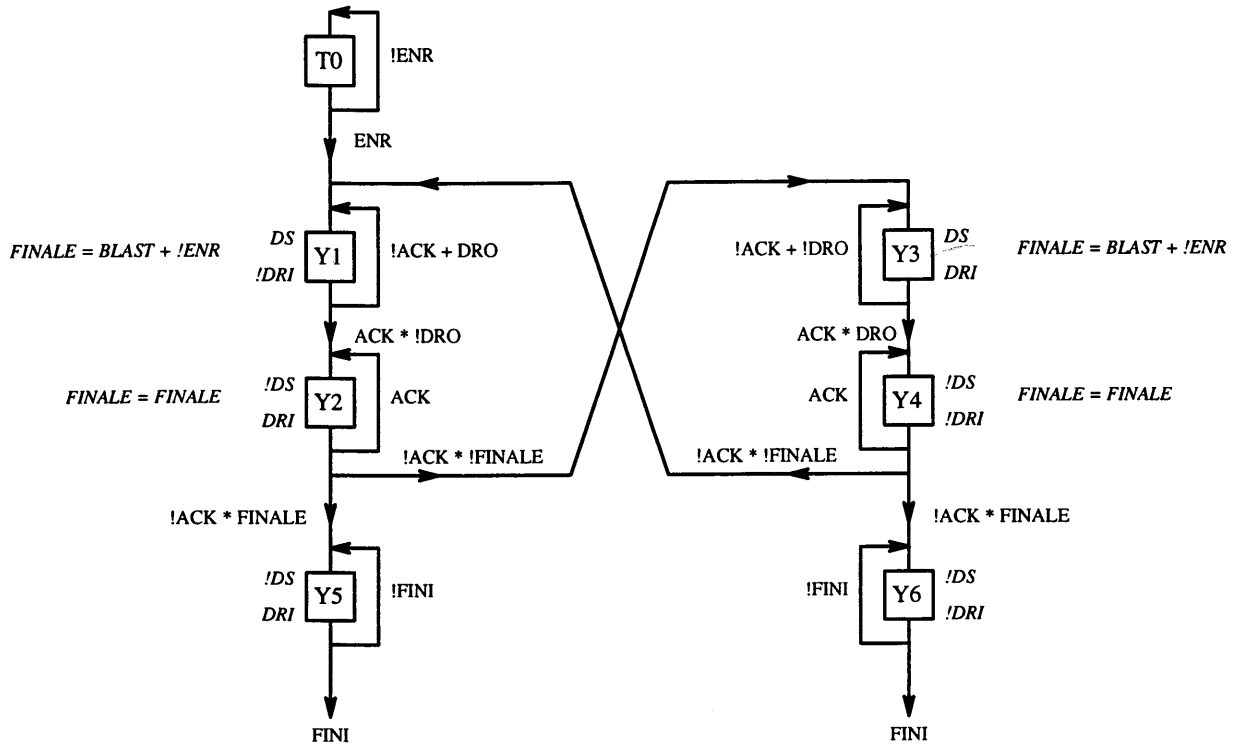 T0
!ENR
ENR
FINALE = BLAST + !ENR
DS
!DRI
Y1
!ACK + DRO
!ACK + !DRO
Y3
DS
DRI
FINALE = BLAST + !ENR
ACK * !DRO
ACK * DRO
FINALE = FINALE
!DS
DRI
Y2
ACK
ACK
Y4
!DS
!DRI
FINALE = FINALE
!ACK * !FINALE
!ACK * !FINALE
!ACK * FINALE
!ACK * FINALE
!DS
DRI
Y5
!FINI
!FINI
Y6
!DS
!DRI
FINI
FINI